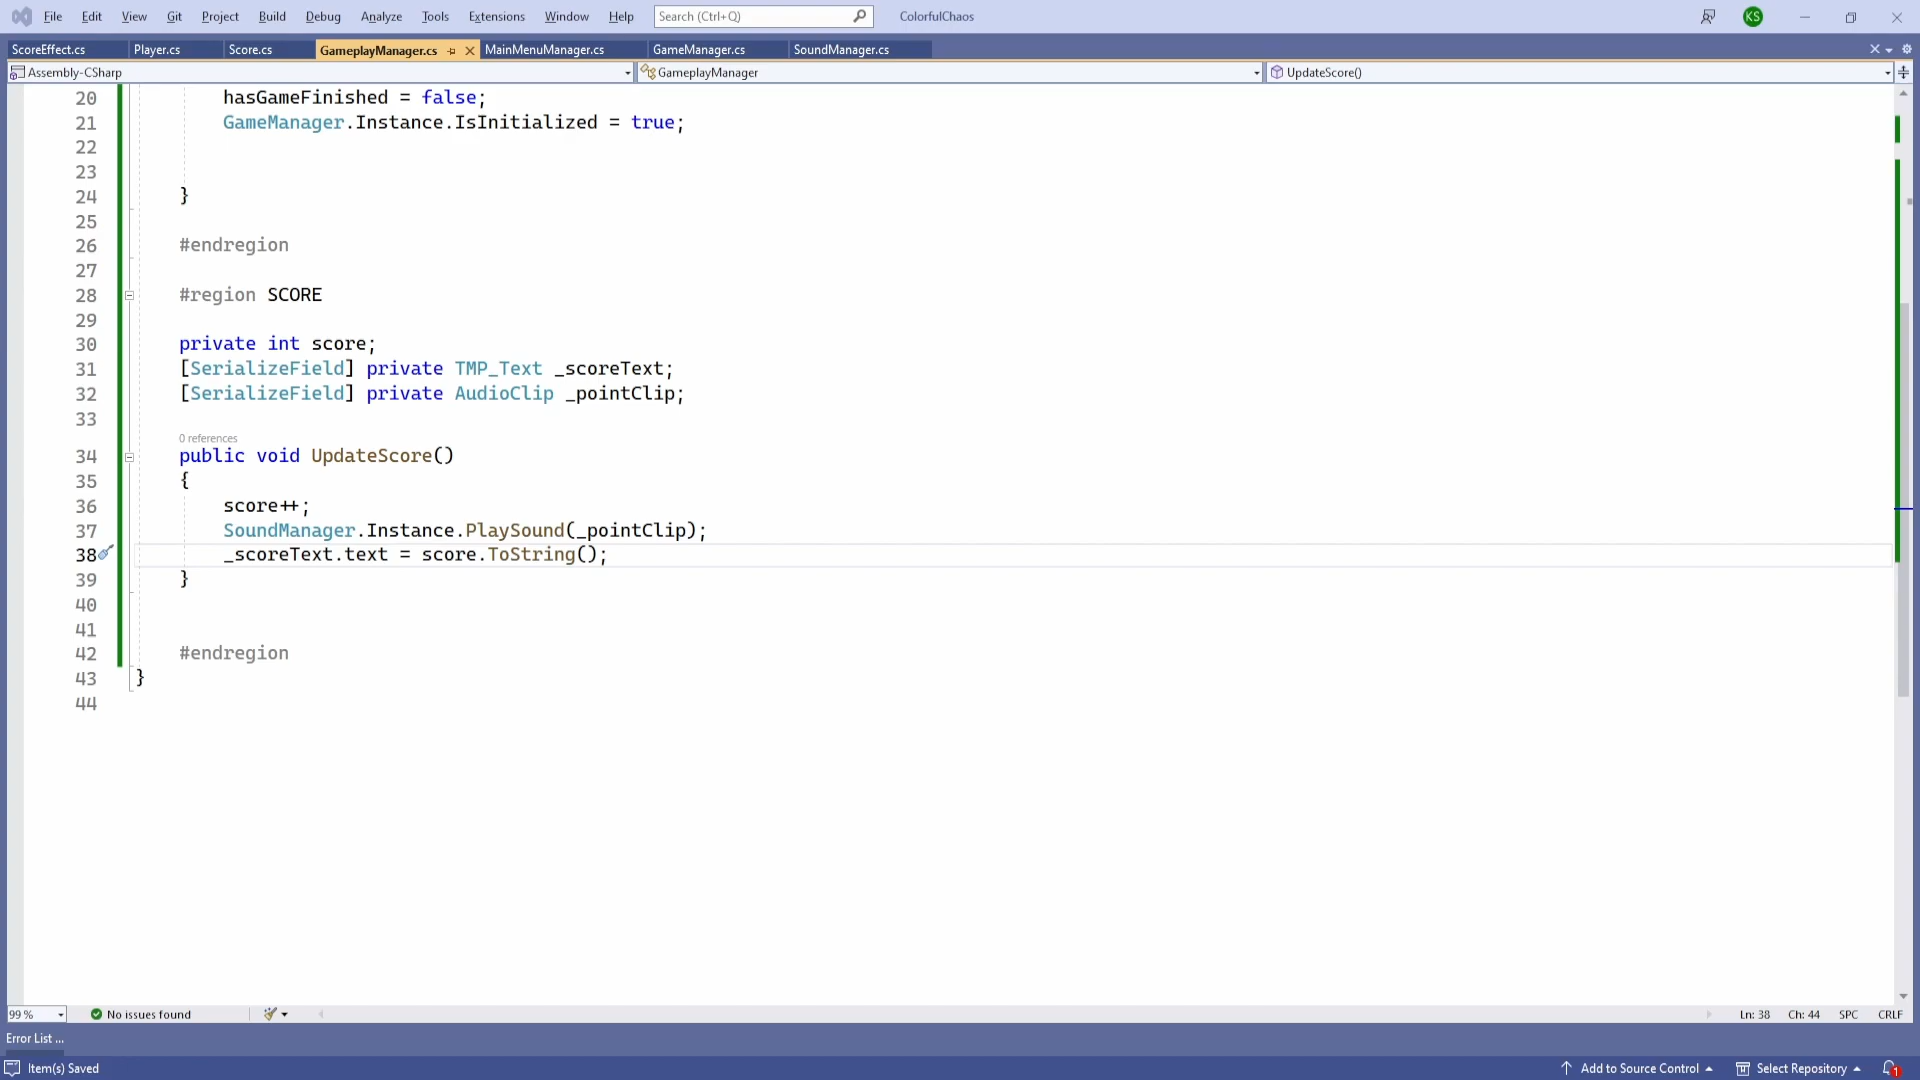 File Edit View Git Project Build Debug Analyze Tools Extensions Window Help Search (Ctrl+Q) ColorfulChaos KS
ScoreEffect.cs Player.cs Score.cs GameplayManager.cs MainMenuManager.cs GameManager.cs SoundManager.cs
Assembly-CSharp GameplayManager UpdateScore()
20 hasGameFinished = false;
21 GameManager.Instance.IsInitialized = true;
22
23
24 }
25
26 #endregion
27
28 #region SCORE
29
30 private int score;
31 [SerializeField] private TMP_Text _scoreText;
32 [SerializeField] private AudioClip _pointClip;
33
0 references
34 public void UpdateScore()
35 {
36 score++;
37 SoundManager.Instance.PlaySound(_pointClip);
38 _scoreText.text = score.ToString();
39 }
40
41
42 #endregion
43 }
44
99 % No issues found Ln: 38 Ch: 44 SPC CRLF
Error List ...
Item(s) Saved Add to Source Control Select Repository 1